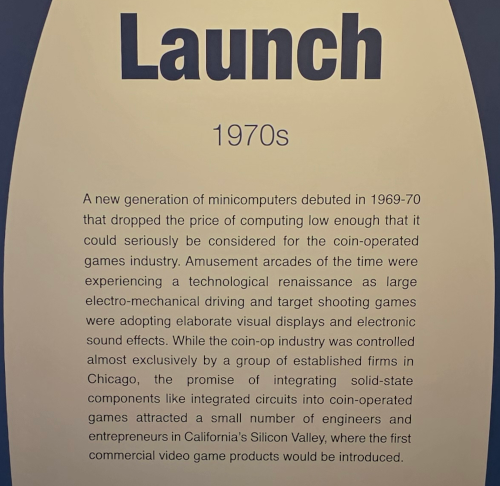 Launch
1970s
A new generation of minicomputers debuted in 1969-70
that dropped the price of computing low enough that it
could seriously be considered for the coin-operated
games industry. Amusement arcades of the time were
experiencing a technological renaissance as large
electro-mechanical driving and target shooting games
were adopting elaborate visual displays and electronic
sound effects. While the coin-op industry was controlled
almost exclusively by a group of established firms in
Chicago, the promise of integrating solid-state
components like integrated circuits into coin-operated
games attracted a small number of engineers and
entrepreneurs in California's Silicon Valley, where the first
commercial video game products would be introduced.